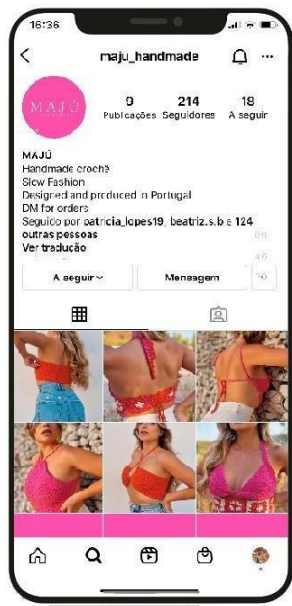 16:36
maju_handmade
MAJÚ
9 214 18
Publicações Seguidores A seguir
MAJÚ
Handmade crochê
Slow Fashion
Designed and produced in Portugal
DM for orders
Seguido por patricia_lopes19, beatriz.s.b e 124
outras pessoas
Ver tradução
A seguir Mensagem